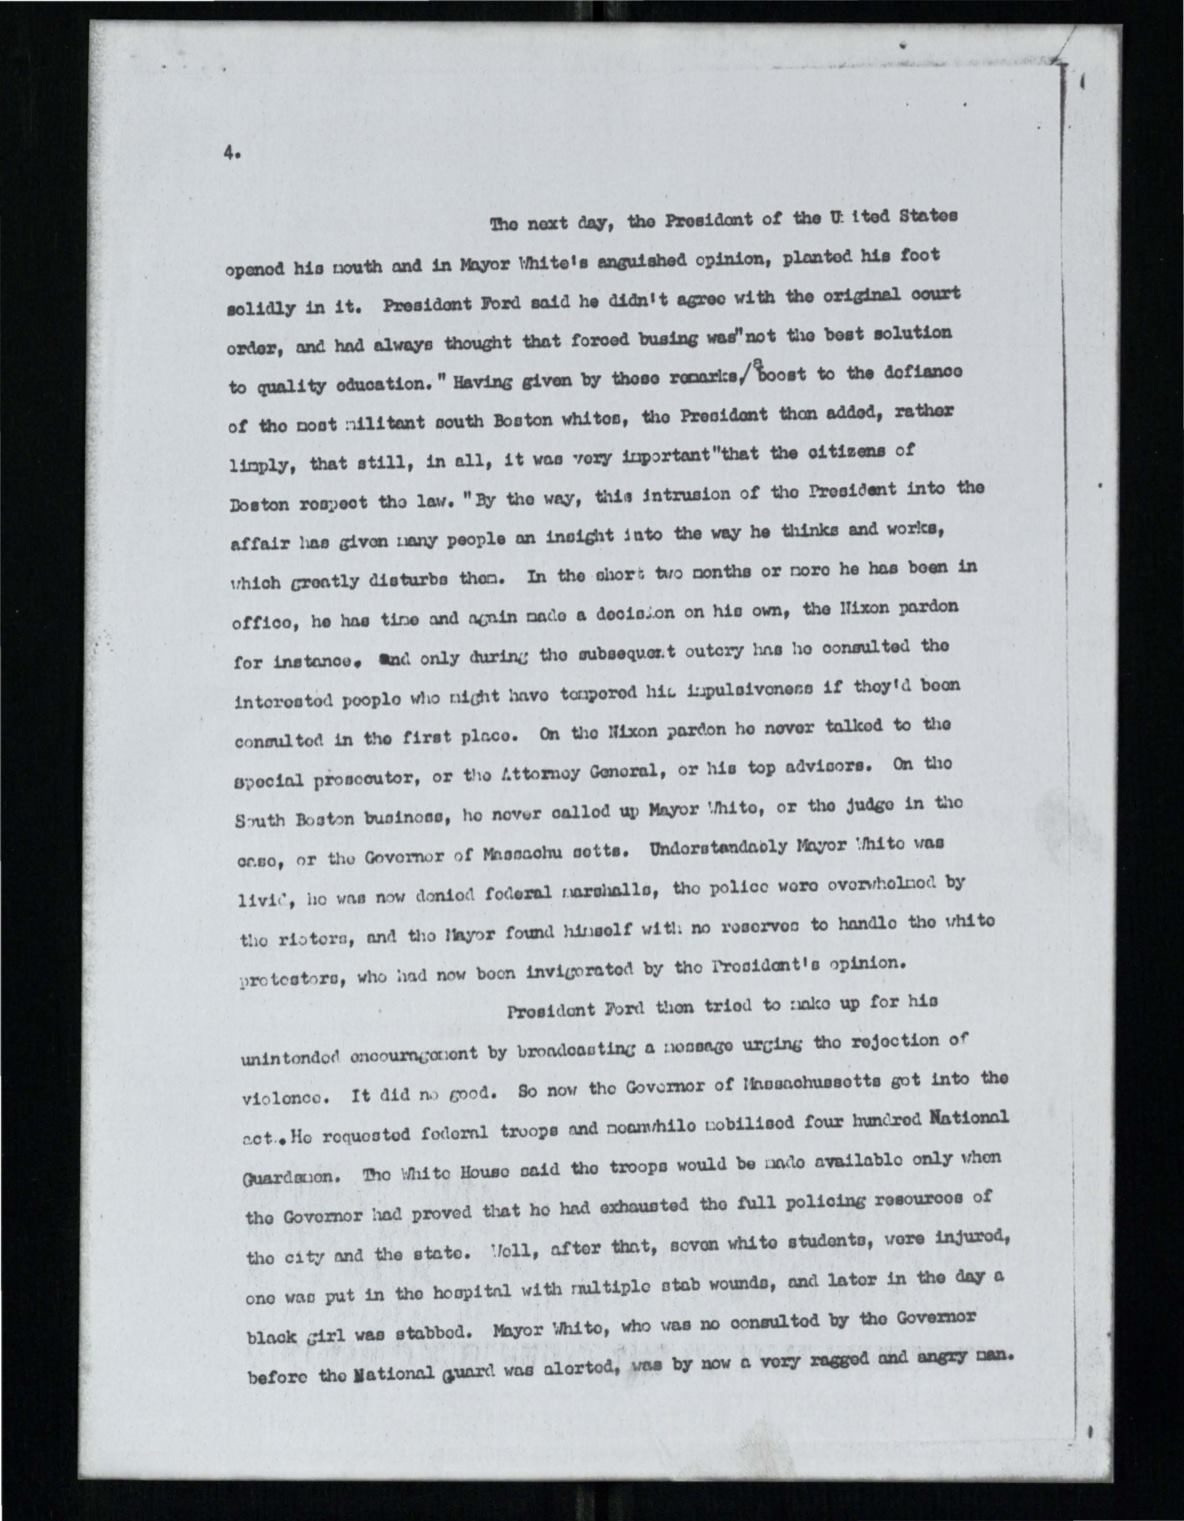 4.
The next day, the President of the United States
opened his mouth and in Mayor White's anguished opinion, planted his foot
solidly in it. President Ford said he didn't agree with the original court
order, and had always thought that forced busing was"not the best solution
to quality education." Having given by these remarks,/a boost to the defiance
of the most militant south Boston whites, the President then added, rather
limply, that still, in all, it was very important"that the citizens of
Boston respect the law. "By the way, this intrusion of the President into the
affair has given many people an insight into the way he thinks and works,
which greatly disturbs them. In the short two months or more he has been in
office, he has time and again made a decision on his own, the Nixon pardon
for instance. and only during the subsequent outcry has he consulted the
interested people who might have tempered his impulsiveness if they'd been
consulted in the first place. On the Nixon pardon he never talked to the
special prosecutor, or the Attorney General, or his top advisors. On the
South Boston business, he never called up Mayor White, or the judge in the
case, or the Governor of Massachu setts. Understandably Mayor White was
livid, he was now denied federal marshalls, the police were overwhelmed by
the rioters, and the Mayor found himself with no reserves to handle the white
protestors, who had now been invigorated by the President's opinion.
President Ford then tried to make up for his
unintended encouragement by broadcasting a message urging the rejection of
violence. It did no good. So now the Governor of Massachussetts got into the
act. He requested federal troops and meanwhile mobilised four hundred National
Guardsmen. The White House said the troops would be made available only when
the Governor had proved that he had exhausted the full policing resources of
the city and the state. Well, after that, seven white students, were injured,
one was put in the hospital with multiple stab wounds, and later in the day a
black girl was stabbed. Mayor White, who was no consulted by the Governor
before the National guard was alerted, was by now a very ragged and angry man.